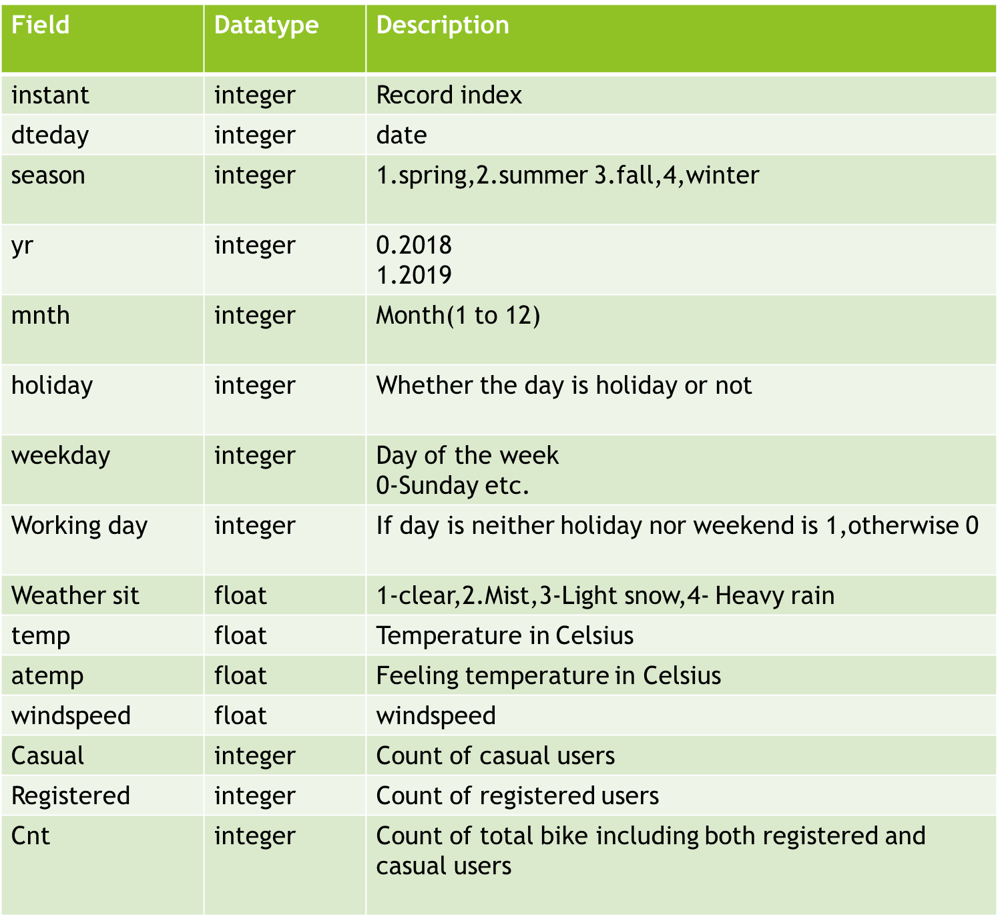 Field Datatype Description
instant integer Record index
dteday integer date
season integer 1.spring,2.summer 3.fall,4,winter
yr integer 0.2018
1.2019
mnth integer Month(1 to 12)
holiday integer Whether the day is holiday or not
weekday integer Day of the week
0-Sunday etc.
Working day integer If day is neither holiday nor weekend is 1,otherwise 0
Weather sit float 1-clear,2.Mist,3-Light snow,4- Heavy rain
temp float Temperature in Celsius
atemp float Feeling temperature in Celsius
windspeed float windspeed
Casual integer Count of casual users
Registered integer Count of registered users
Cnt integer Count of total bike including both registered and
casual users